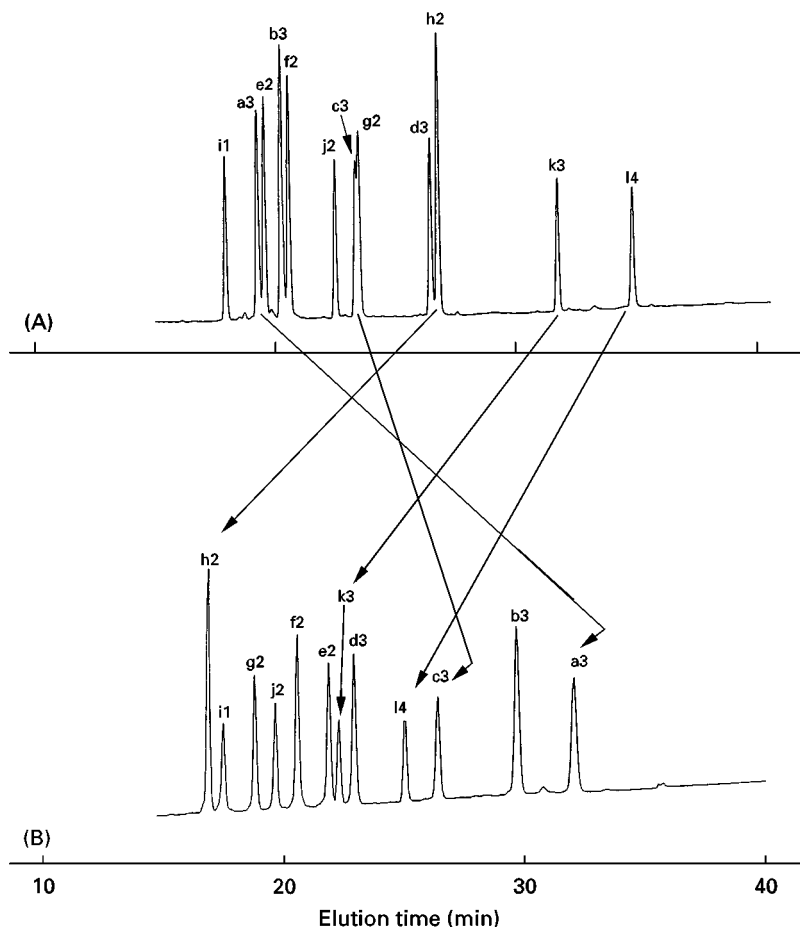 h2
b3
f2
e2
a3
c3
g2
d3
j2
i1
k3
l4
(A)
h2
k3
f2
b3
d3
e2
g2
a3
c3
j2
l4
i1
(B)
10 20 30 40
Elution time (min)